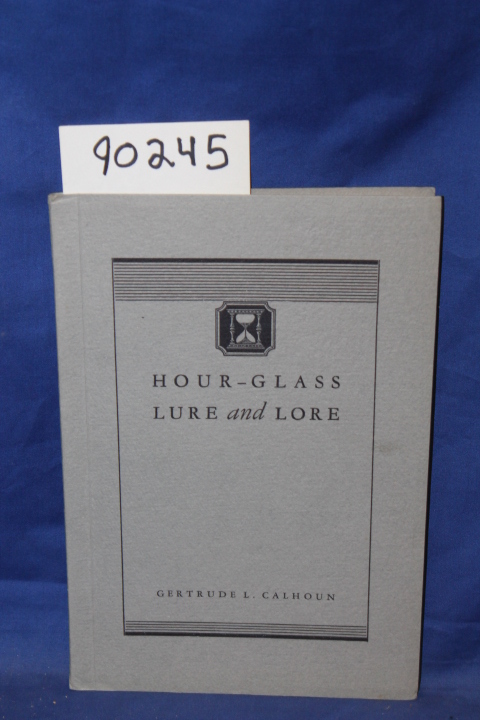 90245
HOUR-GLASS
LURE and LORE
GERTRUDE L. CALHOUN